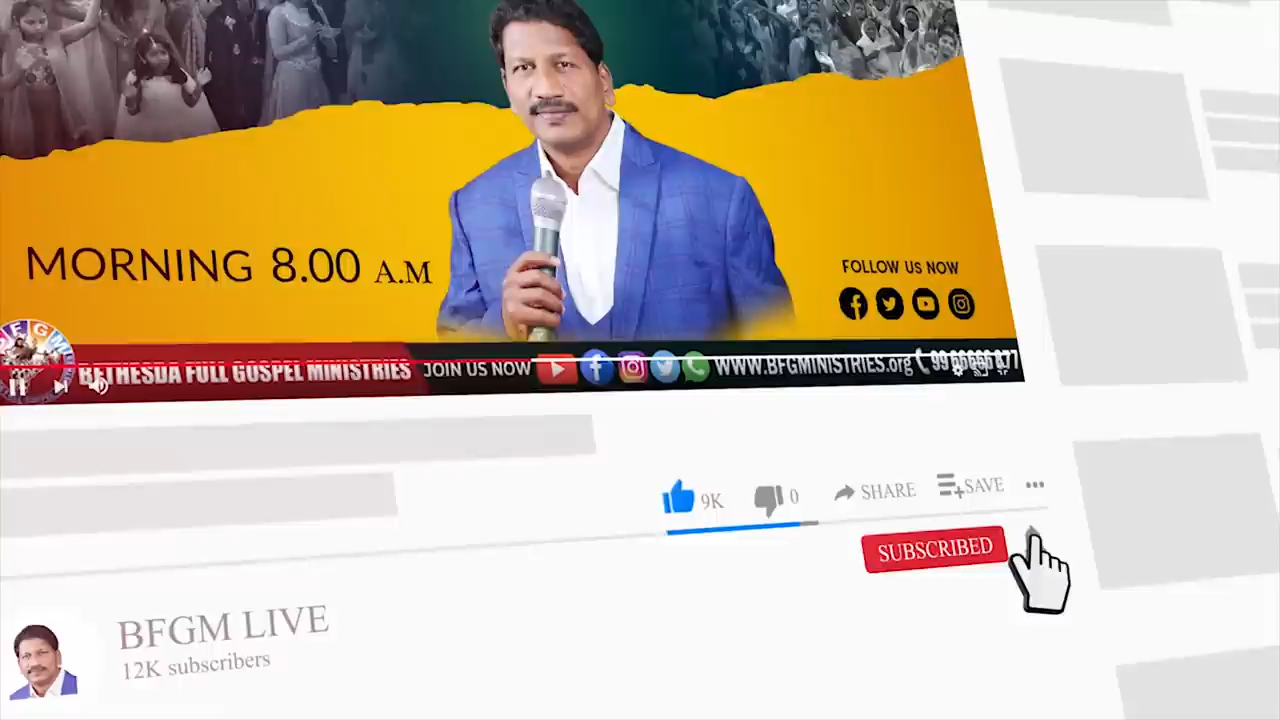 MORNING 8.00 A.M
FOLLOW US NOW
BFGM
BETHESDA FULL GOSPEL MINISTRIES JOIN US NOW WWW.BFGMINISTRIES.org
9K 0 SHARE SAVE
SUBSCRIBED
BFGM LIVE
12K subscribers